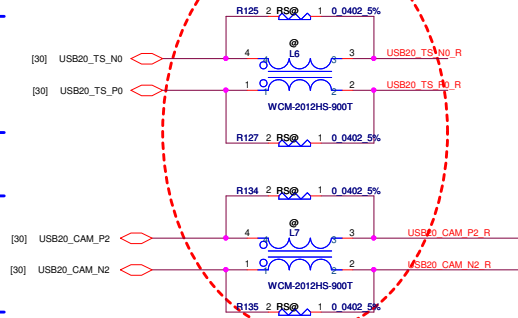 R125 2 RS@ 1 0_0402_5%
@
[30] USB20_TS_N0 4 L6 3 USB20_TS_N0_R
[30] USB20_TS_P0 1 2 USB20_TS_P0_R
WCM-2012HS-900T
R127 2 RS@ 1 0_0402_5%
R134 2 RS@ 1 0_0402_5%
@
[30] USB20_CAM_P2 4 L7 3 USB20_CAM_P2_R
[30] USB20_CAM_N2 1 2 USB20_CAM_N2_R
WCM-2012HS-900T
R135 2 RS@ 1 0_0402_5%